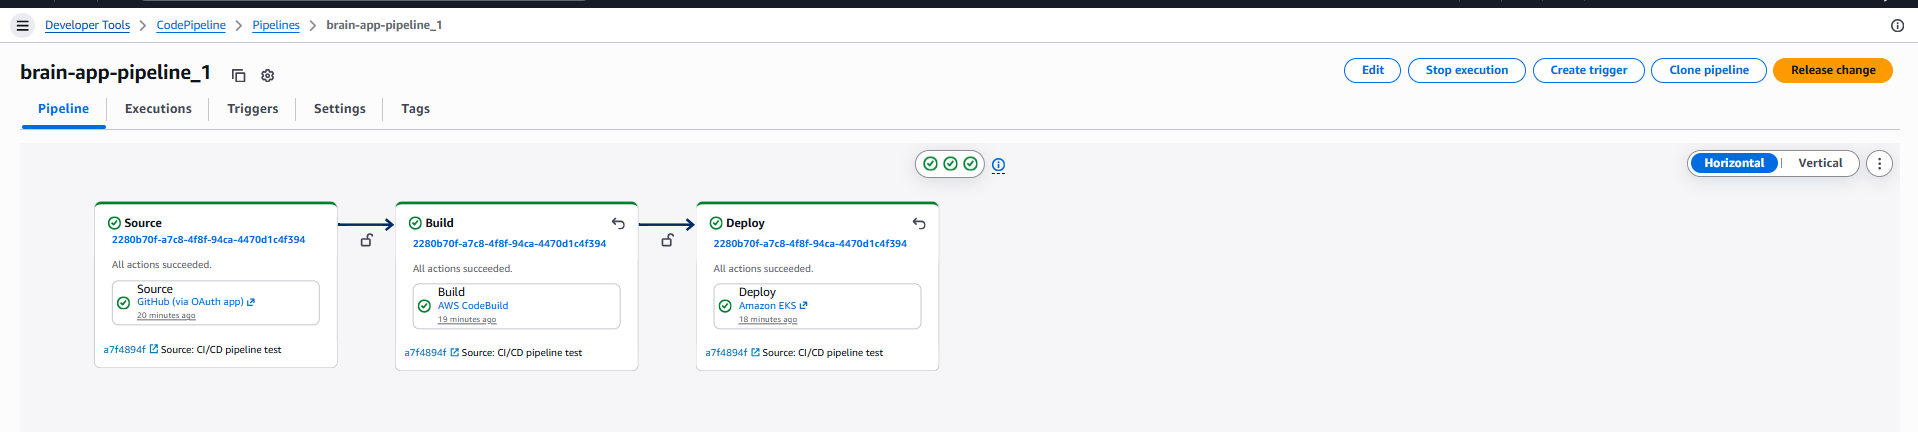 Developer Tools > CodePipeline > Pipelines > brain-app-pipeline_1
brain-app-pipeline_1
Edit Stop execution Create trigger Clone pipeline Release change
Pipeline Executions Triggers Settings Tags
Horizontal Vertical
Source
2280b70f-a7c8-4f8f-94ca-4470d1c4f394
All actions succeeded.
Source
GitHub (via OAuth app)
20 minutes ago
a7f4894f Source: CI/CD pipeline test
Build
2280b70f-a7c8-4f8f-94ca-4470d1c4f394
All actions succeeded.
Build
AWS CodeBuild
19 minutes ago
a7f4894f Source: CI/CD pipeline test
Deploy
2280b70f-a7c8-4f8f-94ca-4470d1c4f394
All actions succeeded.
Deploy
Amazon EKS
18 minutes ago
a7f4894f Source: CI/CD pipeline test